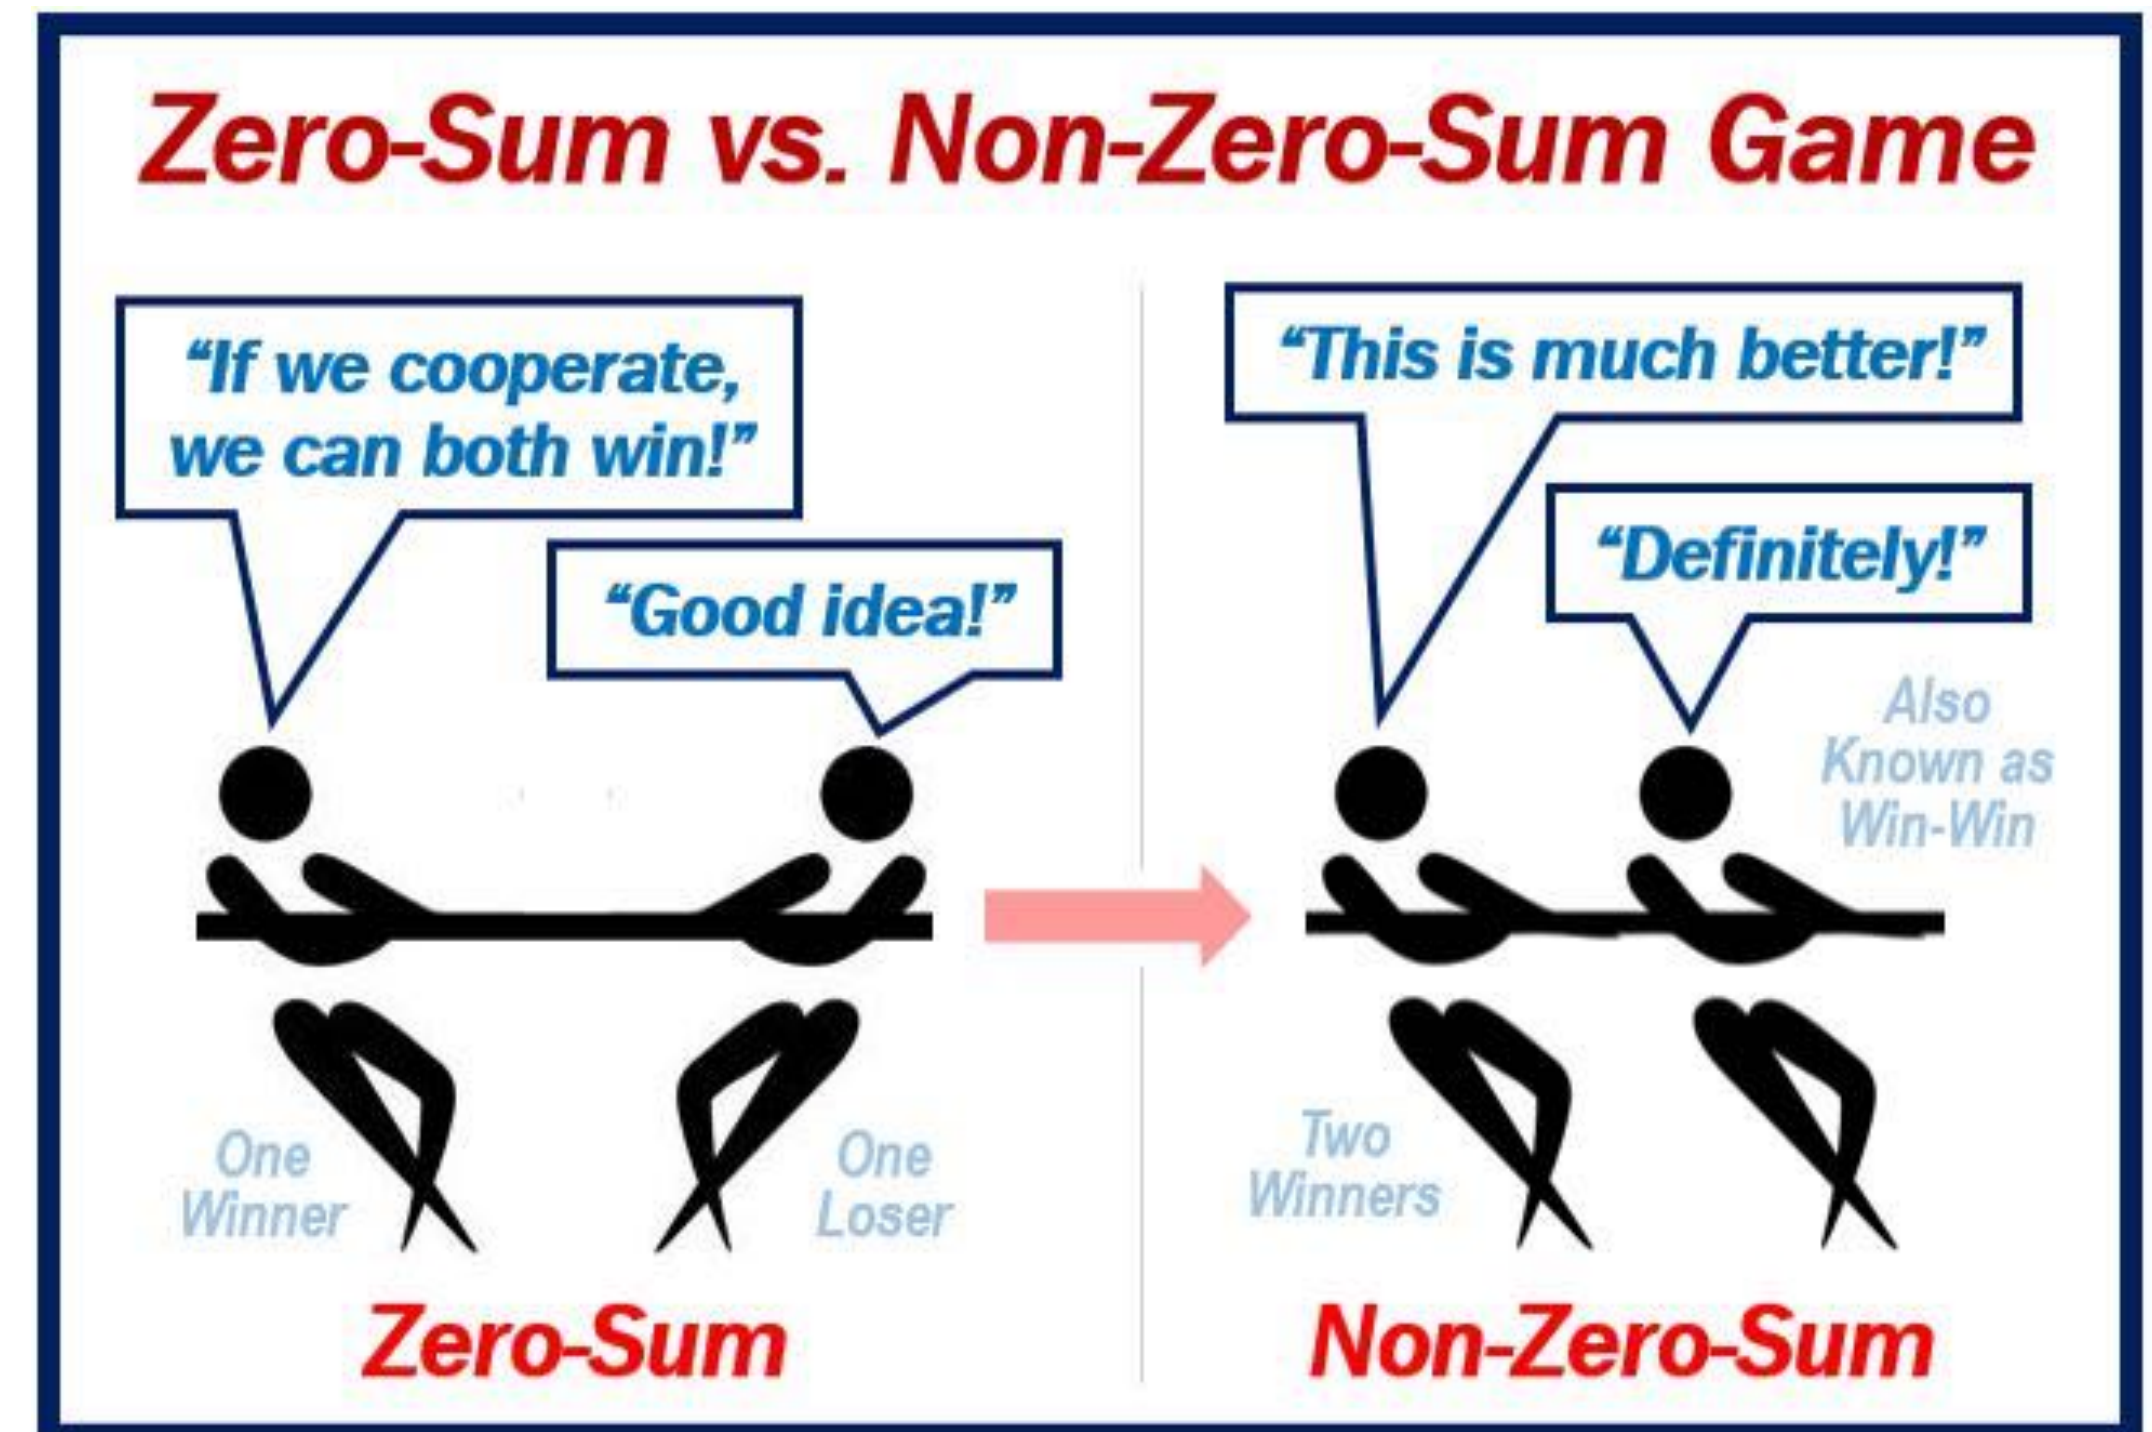 Zero-Sum vs. Non-Zero-Sum Game
“If we cooperate,
we can both win!”
“Good idea!”
One
Winner
One
Loser
Zero-Sum
“This is much better!”
“Definitely!”
Also
Known as
Win-Win
Two
Winners
Non-Zero-Sum